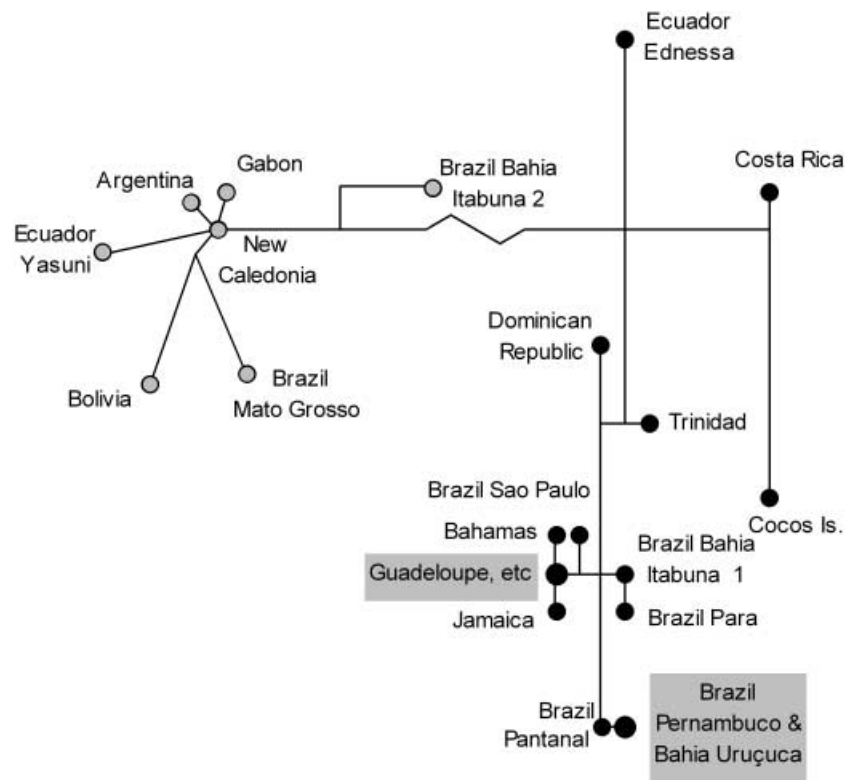 Ecuador
Ednessa
Gabon
Argentina
Brazil Bahia
Itabuna 2
Costa Rica
Ecuador
Yasuni
New
Caledonia
Dominican
Republic
Bolivia
Brazil
Mato Grosso
Trinidad
Brazil Sao Paulo
Cocos Is.
Bahamas
Brazil Bahia
Itabuna 1
Guadeloupe, etc
Jamaica
Brazil Para
Brazil
Pantanal
Brazil
Pernambuco &
Bahia Uruçuca